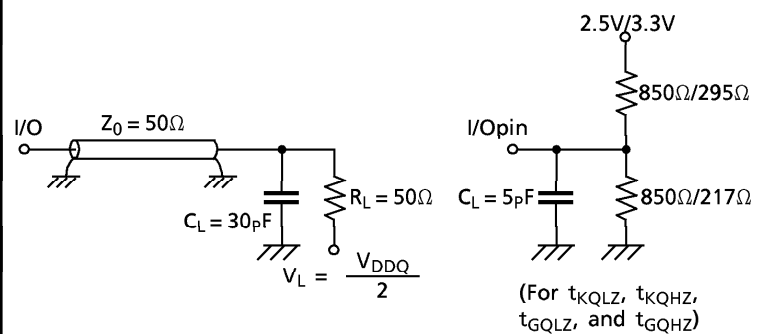 I/O
Z0 = 50Ω
CL = 30pF
RL = 50Ω
VL = VDDQ
2
2.5V/3.3V
850Ω/295Ω
I/Opin
CL = 5pF
850Ω/217Ω
(For tKQLZ, tKQHZ,
tGQLZ, and tGQHZ)